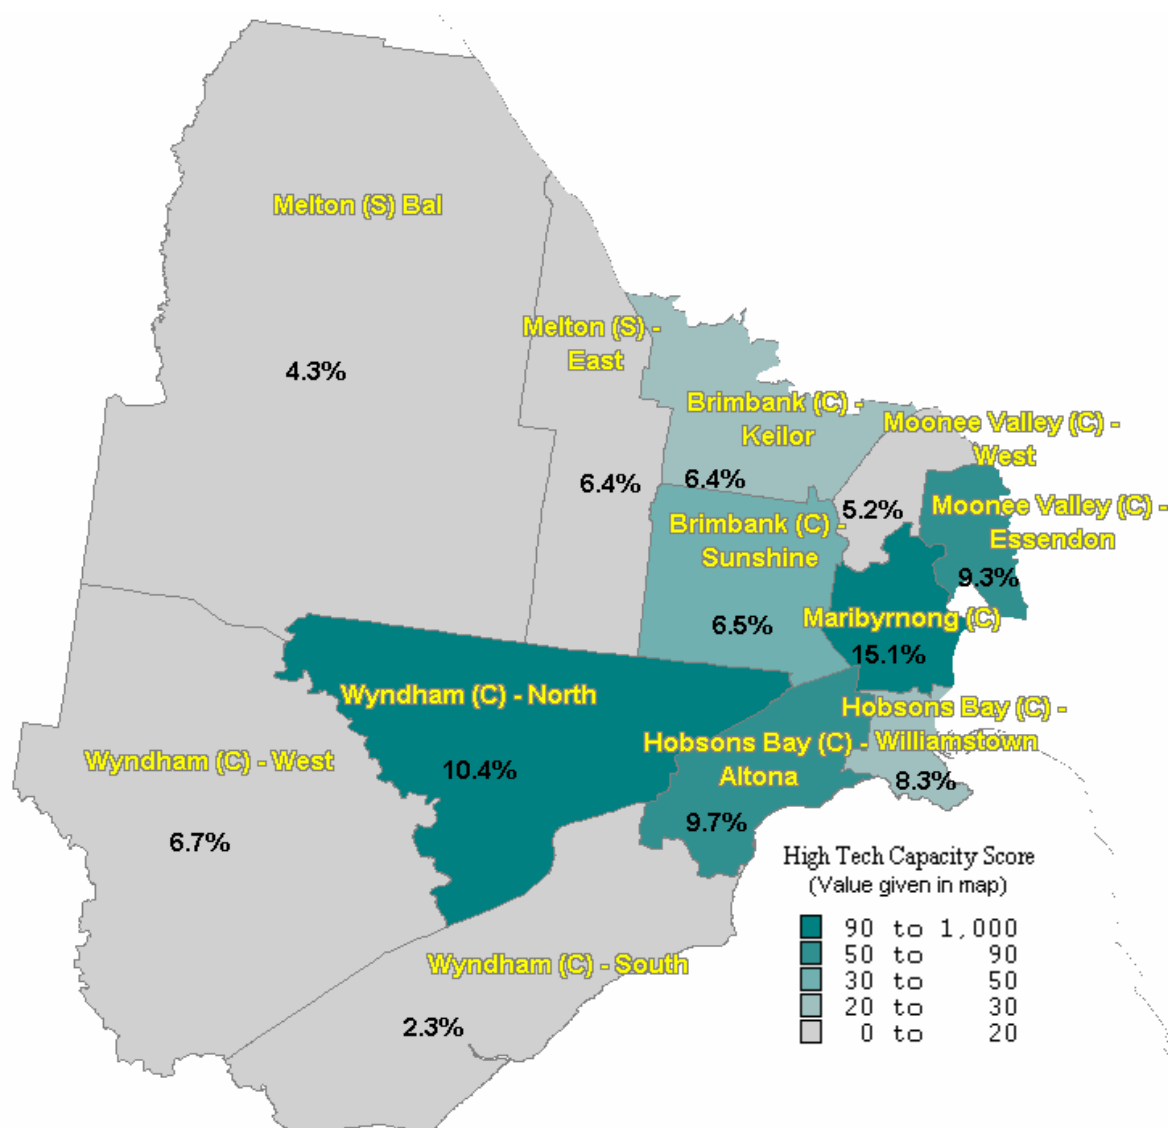 Melton (S) Bal
4.3%
Melton (S) -
East
6.4%
Brimbank (C) -
Keilor
6.4%
Moonee Valley (C) -
West
5.2%
Brimbank (C) -
Sunshine
6.5%
Moonee Valley (C) -
Essendon
9.3%
Maribyrnong (C)
15.1%
Wyndham (C) - North
10.4%
Hobsons Bay (C) -
Williamstown
8.3%
Hobsons Bay (C) -
Altona
9.7%
Wyndham (C) - West
6.7%
Wyndham (C) - South
2.3%
High Tech Capacity Score
(Value given in map)
90 to 1,000
50 to 90
30 to 50
20 to 30
0 to 20